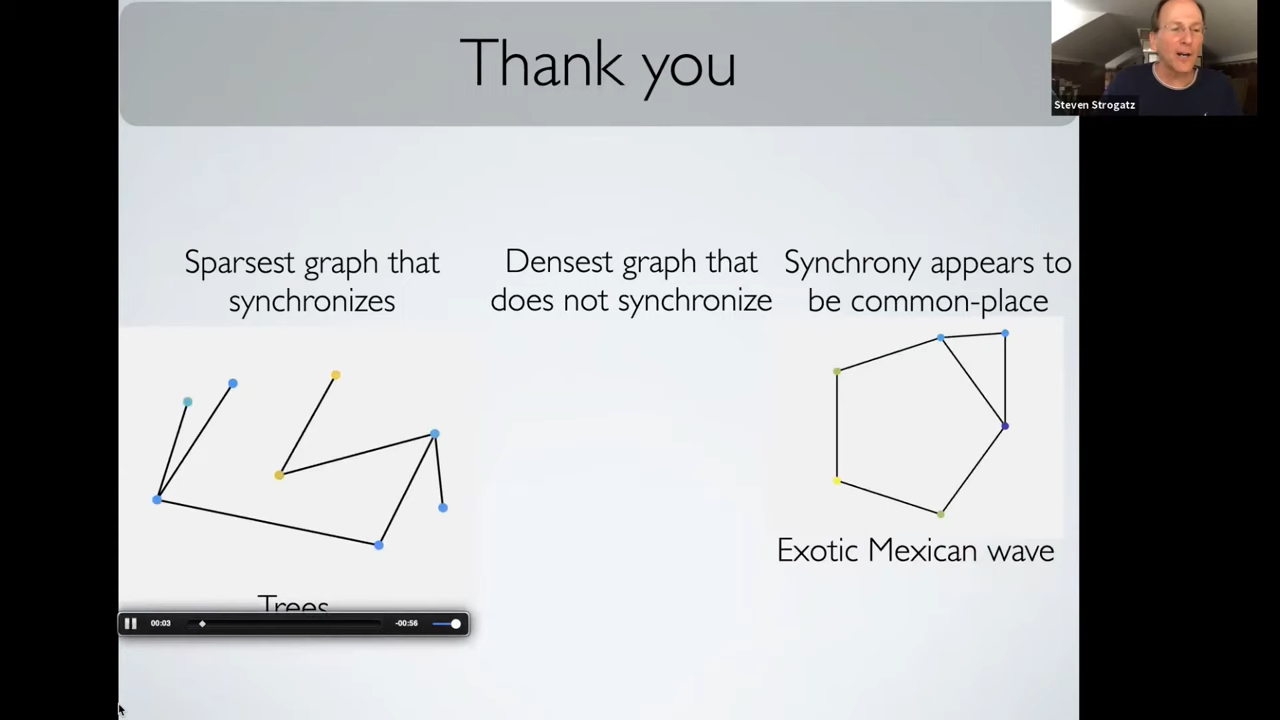 Thank you
Steven Strogatz
Sparsest graph that
synchronizes
Densest graph that
does not synchronize
Synchrony appears to
be common-place
Exotic Mexican wave
Trees
00:03
-00:56